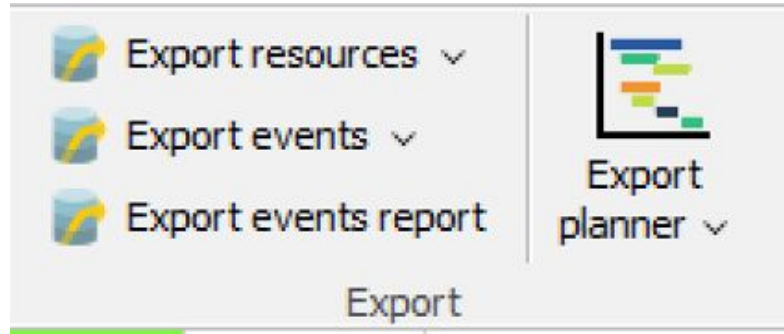 Export resources
Export events
Export events report
Export
planner
Export